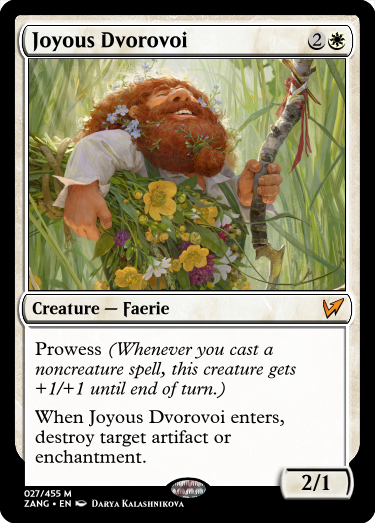 Joyous Dvorovoi 2
Creature — Faerie
Prowess (Whenever you cast a
noncreature spell, this creature gets
+1/+1 until end of turn.)
When Joyous Dvorovoi enters,
destroy target artifact or
enchantment.
2/1
027/455 M
ZANG • EN Darya Kalashnikova